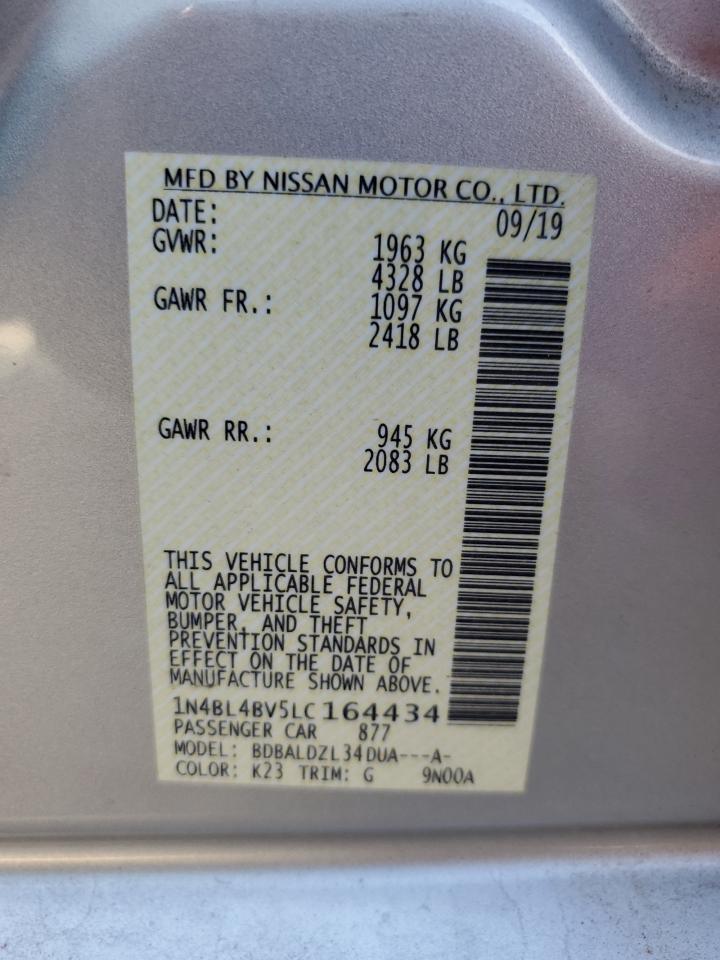 MFD BY NISSAN MOTOR CO., LTD.
DATE: 09/19
GVWR: 1963 KG
4328 LB
GAWR FR.: 1097 KG
2418 LB
GAWR RR.: 945 KG
2083 LB
THIS VEHICLE CONFORMS TO
ALL APPLICABLE FEDERAL
MOTOR VEHICLE SAFETY,
BUMPER, AND THEFT
PREVENTION STANDARDS IN
EFFECT ON THE DATE OF
MANUFACTURE SHOWN ABOVE.
1N4BL4BV5LC164434
PASSENGER CAR 877
MODEL: BDBALDZL34DUA---A-
COLOR: K23 TRIM: G 9N00A